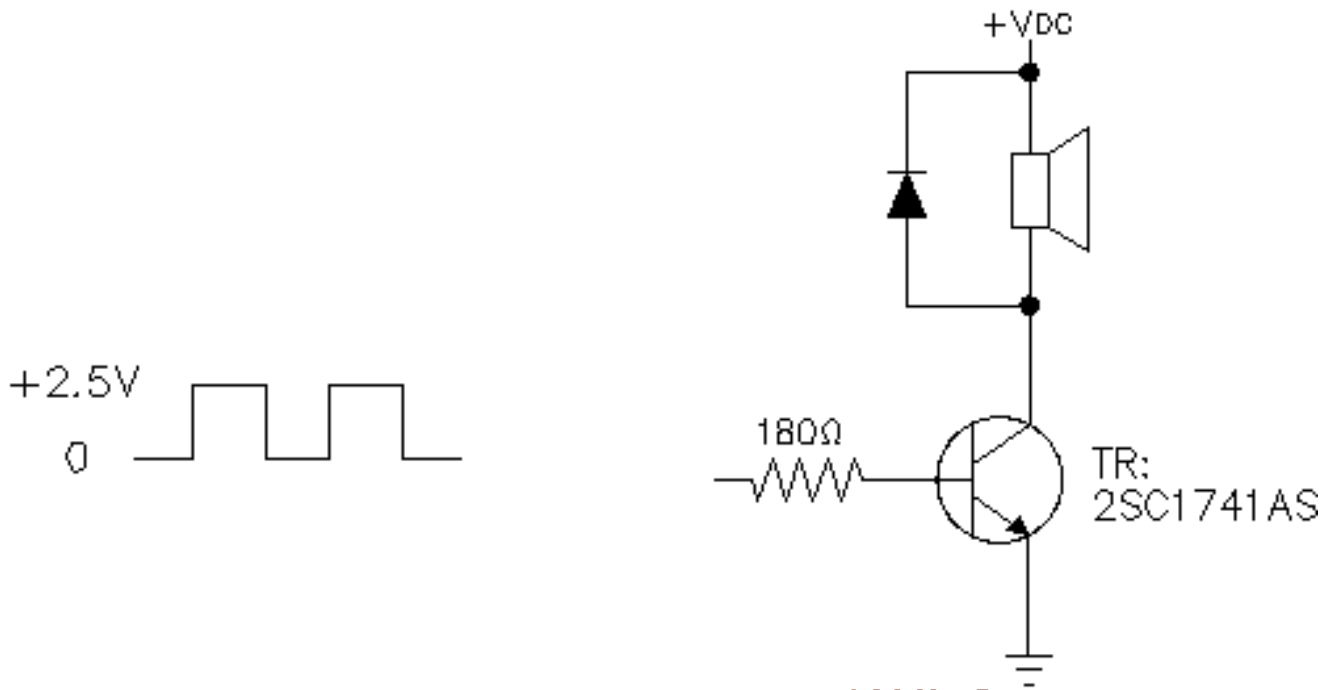 +VDC
+2.5V
0
180Ω
TR:
2SC1741AS